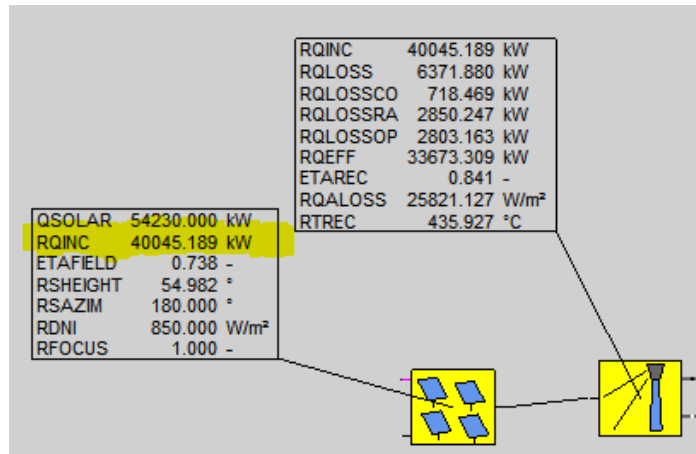 RQINC 40045.189 kW
RQLOSS 6371.880 kW
RQLOSSCO 718.469 kW
RQLOSSRA 2850.247 kW
RQLOSSOP 2803.163 kW
RQEFF 33673.309 kW
ETAREC 0.841 -
RQALOSS 25821.127 W/m²
RTREC 435.927 °C
QSOLAR 54230.000 kW
RQINC 40045.189 kW
ETAFIELD 0.738 -
RSHEIGHT 54.982 °
RSAZIM 180.000 °
RDNI 850.000 W/m²
RFOCUS 1.000 -